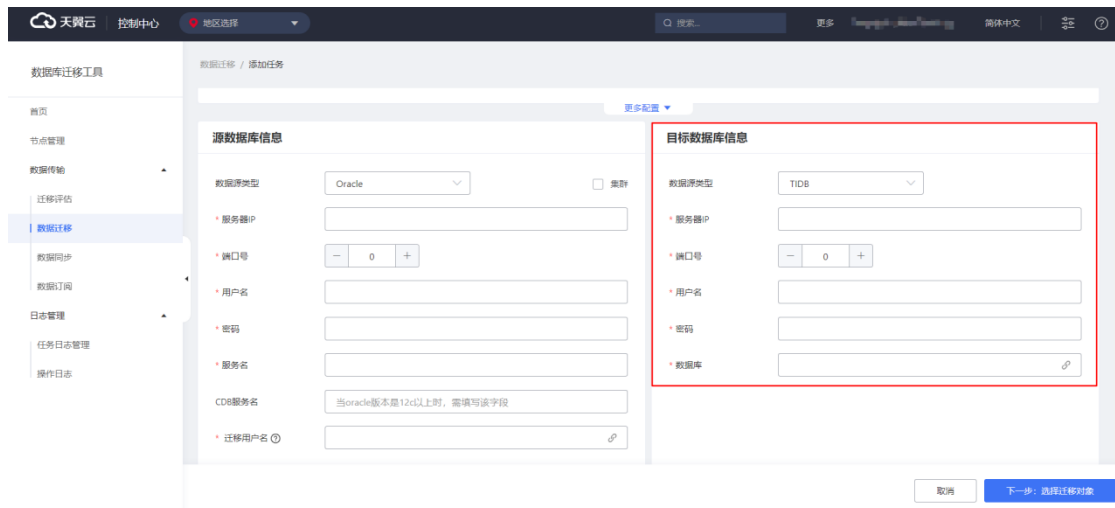 天翼云 控制中心 地区选择 搜索... 更多 简体中文
数据库迁移工具
首页
节点管理
数据传输
迁移评估
数据迁移
数据同步
数据订阅
日志管理
任务日志管理
操作日志
数据迁移 / 添加任务
更多配置
源数据库信息
数据源类型 Oracle 集群
* 服务器IP
* 端口号 － 0 +
* 用户名
* 密码
* 服务名
CDB服务名 当oracle版本是12c以上时，需填写该字段
* 迁移用户名
目标数据库信息
数据源类型 TIDB
* 服务器IP
* 端口号 － 0 +
* 用户名
* 密码
* 数据库
取消 下一步：选择迁移对象